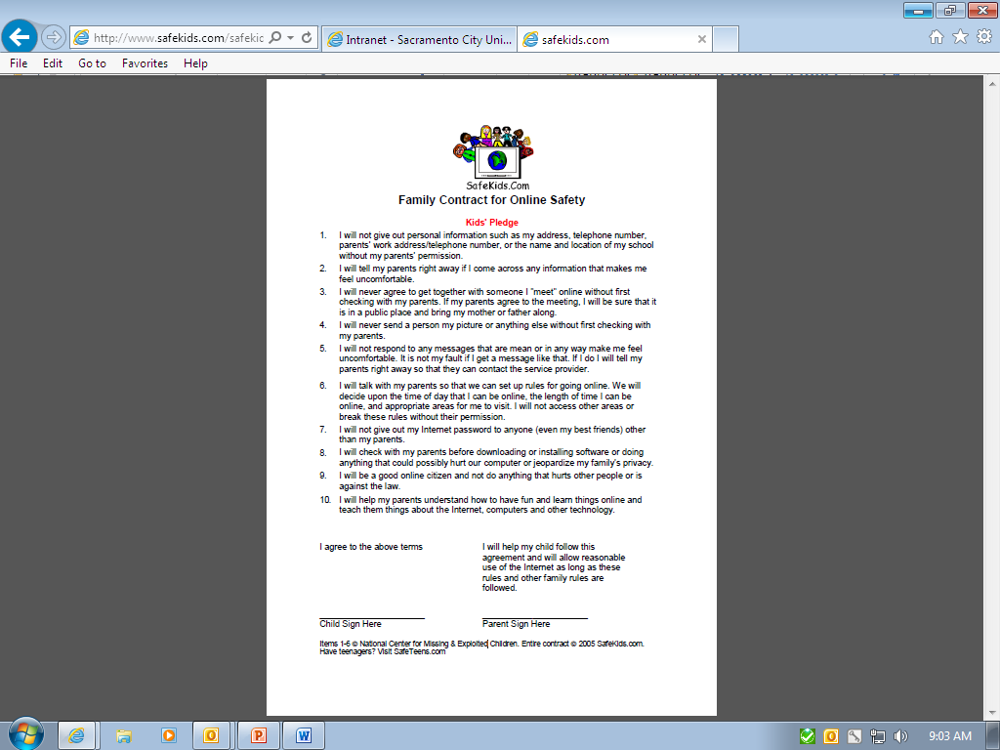 http://www.safekids.com/safekic
Intranet - Sacramento City Uni...
safekids.com
File Edit Go to Favorites Help
SafeKids.Com
Family Contract for Online Safety
Kids' Pledge
1. I will not give out personal information such as my address, telephone number,
parents' work address/telephone number, or the name and location of my school
without my parents' permission.
2. I will tell my parents right away if I come across any information that makes me
feel uncomfortable.
3. I will never agree to get together with someone I "meet" online without first
checking with my parents. If my parents agree to the meeting, I will be sure that it
is in a public place and bring my mother or father along.
4. I will never send a person my picture or anything else without first checking with
my parents.
5. I will not respond to any messages that are mean or in any way make me feel
uncomfortable. It is not my fault if I get a message like that. If I do I will tell my
parents right away so that they can contact the service provider.
6. I will talk with my parents so that we can set up rules for going online. We will
decide upon the time of day that I can be online, the length of time I can be
online, and appropriate areas for me to visit. I will not access other areas or
break these rules without their permission.
7. I will not give out my Internet password to anyone (even my best friends) other
than my parents.
8. I will check with my parents before downloading or installing software or doing
anything that could possibly hurt our computer or jeopardize my family's privacy.
9. I will be a good online citizen and not do anything that hurts other people or is
against the law.
10. I will help my parents understand how to have fun and learn things online and
teach them things about the Internet, computers and other technology.
I agree to the above terms
I will help my child follow this
agreement and will allow reasonable
use of the Internet as long as these
rules and other family rules are
followed.
Child Sign Here
Parent Sign Here
Items 1-6 © National Center for Missing & Exploited Children. Entire contract © 2005 SafeKids.com.
Have teenagers? Visit SafeTeens.com
9:03 AM